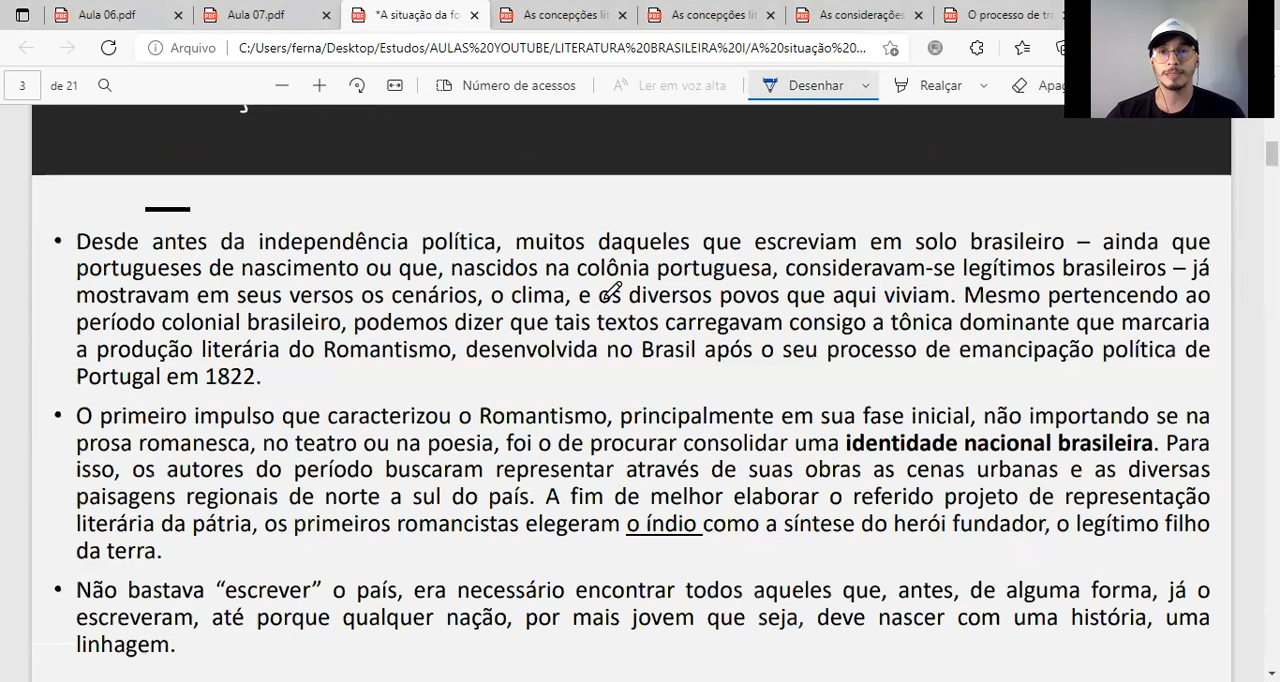 Aula 06.pdf
Aula 07.pdf
*A situação da fo
As concepções lit
As concepções lit
As considerações
O processo de tra
Arquivo
C:/Users/ferna/Desktop/Estudos/AULAS%20YOUTUBE/LITERATURA%20BRASILEIRA%20I/A%20situação%20...
3
de 21
Número de acessos
Ler em voz alta
Desenhar
Realçar
Apag
• Desde antes da independência política, muitos daqueles que escreviam em solo brasileiro – ainda que
portugueses de nascimento ou que, nascidos na colônia portuguesa, consideravam-se legítimos brasileiros – já
mostravam em seus versos os cenários, o clima, e os diversos povos que aqui viviam. Mesmo pertencendo ao
período colonial brasileiro, podemos dizer que tais textos carregavam consigo a tônica dominante que marcaria
a produção literária do Romantismo, desenvolvida no Brasil após o seu processo de emancipação política de
Portugal em 1822.
• O primeiro impulso que caracterizou o Romantismo, principalmente em sua fase inicial, não importando se na
prosa romanesca, no teatro ou na poesia, foi o de procurar consolidar uma identidade nacional brasileira. Para
isso, os autores do período buscaram representar através de suas obras as cenas urbanas e as diversas
paisagens regionais de norte a sul do país. A fim de melhor elaborar o referido projeto de representação
literária da pátria, os primeiros romancistas elegeram o índio como a síntese do herói fundador, o legítimo filho
da terra.
• Não bastava “escrever” o país, era necessário encontrar todos aqueles que, antes, de alguma forma, já o
escreveram, até porque qualquer nação, por mais jovem que seja, deve nascer com uma história, uma
linhagem.